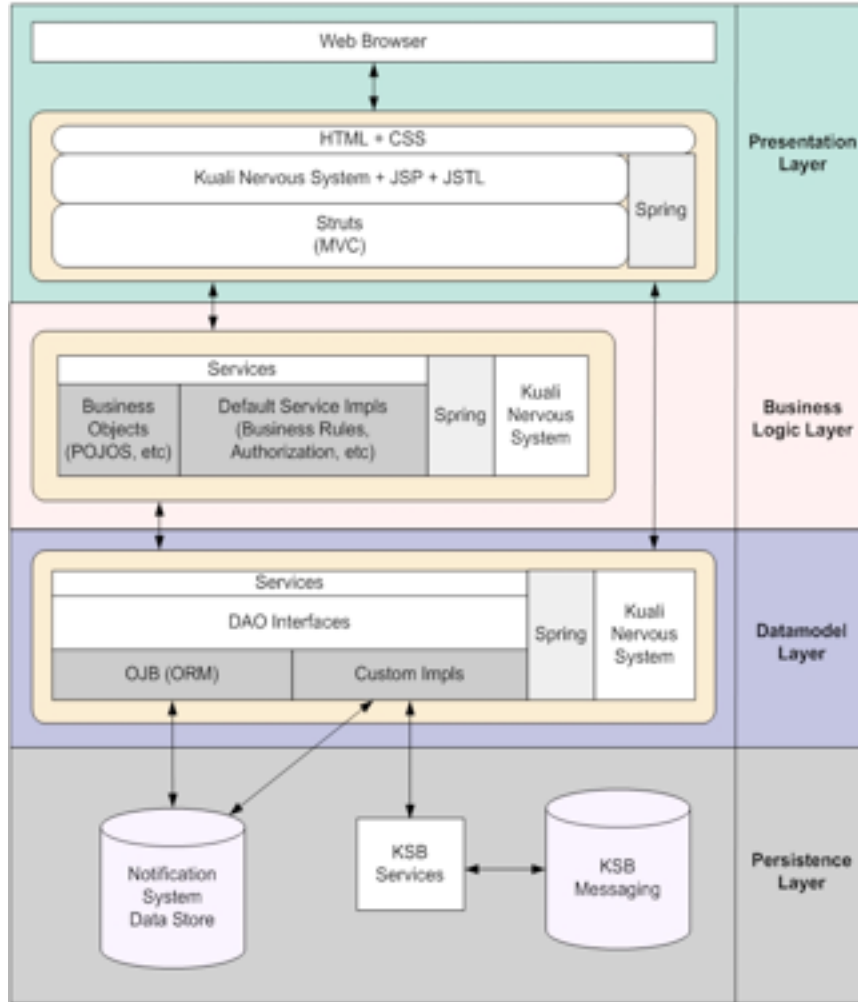 Web Browser
HTML + CSS
Kuali Nervous System + JSP + JSTL
Struts
(MVC)
Spring
Presentation
Layer
Services
Business
Objects
(POJOS, etc)
Default Service Impls
(Business Rules,
Authorization, etc)
Spring
Kuali
Nervous
System
Business
Logic Layer
Services
DAO Interfaces
OJB (ORM)
Custom Impls
Spring
Kuali
Nervous
System
Datamodel
Layer
Notification
System
Data Store
KSB
Services
KSB
Messaging
Persistence
Layer